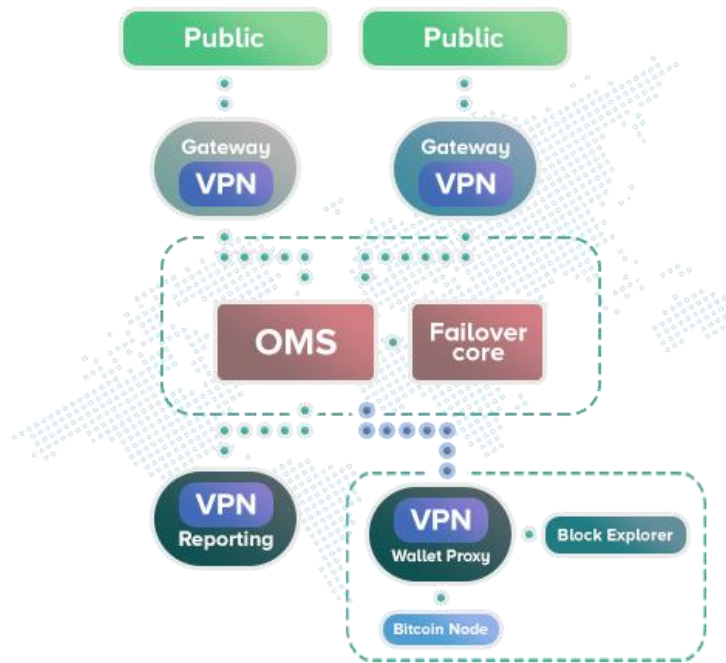 Public
Public
Gateway
VPN
Gateway
VPN
OMS
Failover
core
VPN
Reporting
VPN
Wallet Proxy
Block Explorer
Bitcoin Node